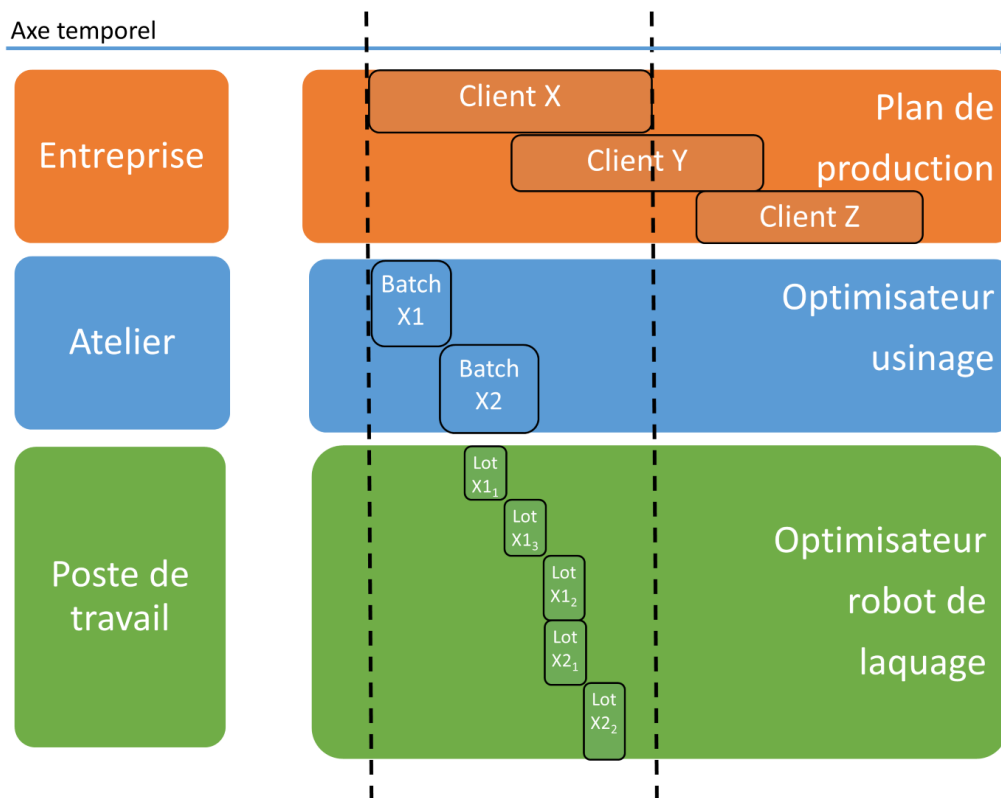 Axe temporel
Entreprise
Client X
Client Y
Client Z
Plan de
production
Atelier
Batch
X1
Batch
X2
Optimisateur
usinage
Poste de
travail
Lot
X1₁
Lot
X1₃
Lot
X1₂
Lot
X2₁
Lot
X2₂
Optimisateur
robot de
laquage